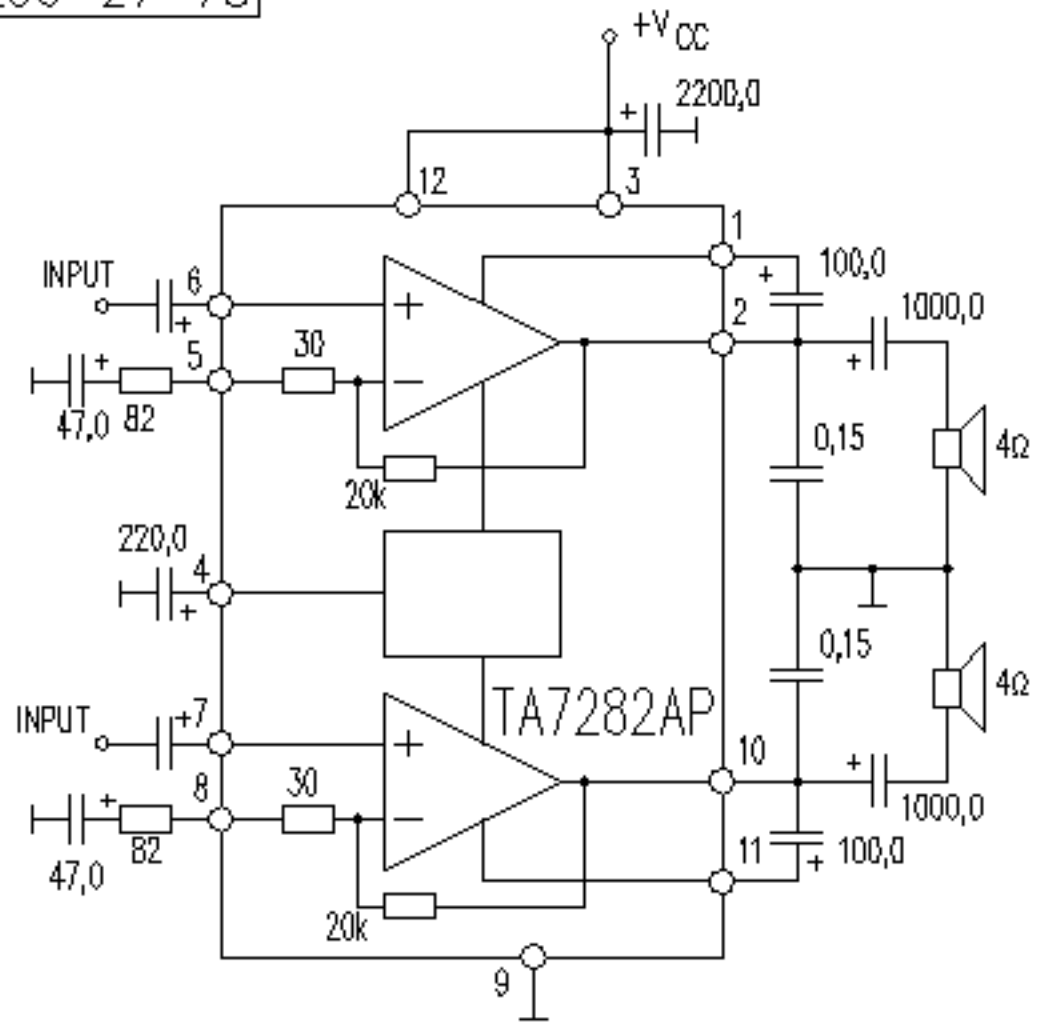 +VCC
+ 2200,0
12 3
1
INPUT 6 + 100,0
+ 2 1000,0
5 30 +
+ −
47,0 82 0,15 4Ω
20k
220,0 4
+
0,15
INPUT +7 TA7282AP 4Ω
+ 10
8 30 +
+ − 1000,0
82 11 + 100,0
47,0
20k
9